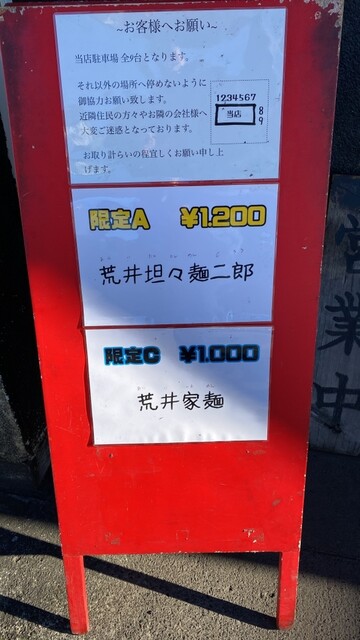 ~お客様へお願い~
当店駐車場 全9台となります。
それ以外の場所へ停めないように
御協力お願い致します。
近隣住民の方々やお隣の会社様へ
大変ご迷惑となっております。
お取り計らいの程宜しくお願い申し上
げます。
1234567
当店
8
9
限定A ¥1.200
荒井坦々麺二郎
限定C ¥1.000
荒井家麺
営業中